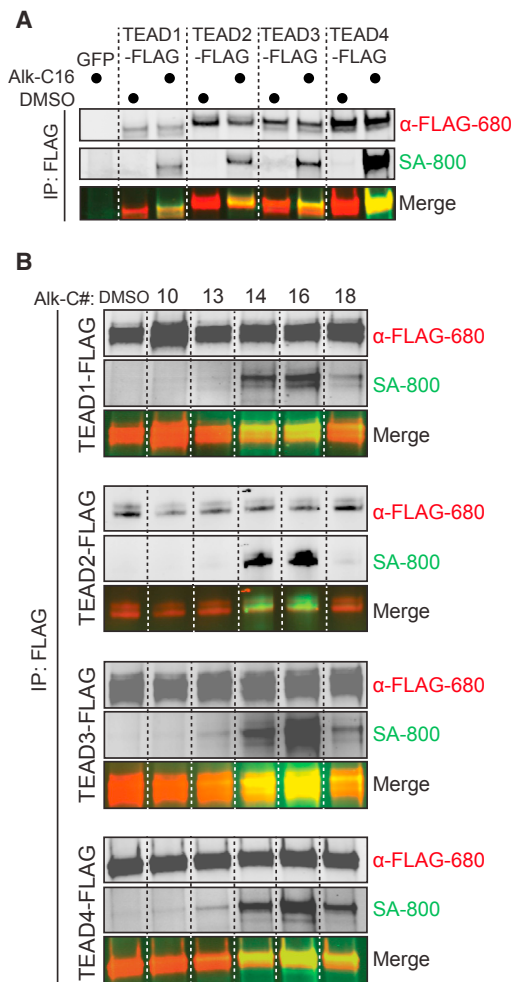 A
GFP TEAD1 -FLAG TEAD2 -FLAG TEAD3 -FLAG TEAD4 -FLAG
Alk-C16
DMSO
IP: FLAG
α-FLAG-680
SA-800
Merge
B
Alk-C#: DMSO 10 13 14 16 18
IP: FLAG
TEAD1-FLAG
α-FLAG-680
SA-800
Merge
TEAD2-FLAG
α-FLAG-680
SA-800
Merge
TEAD3-FLAG
α-FLAG-680
SA-800
Merge
TEAD4-FLAG
α-FLAG-680
SA-800
Merge